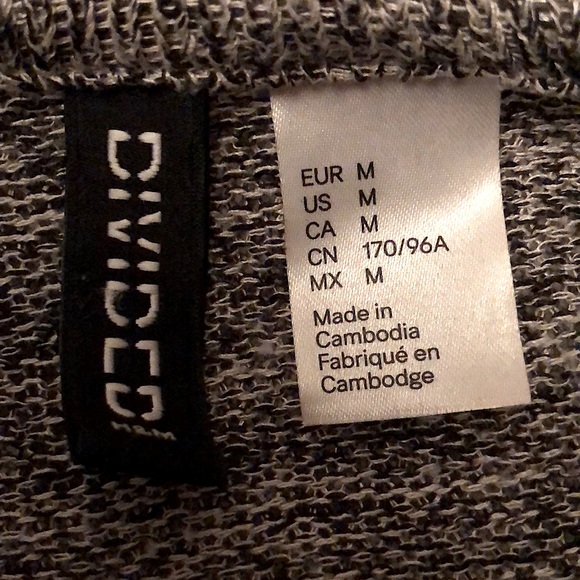 DIVIDED
H&M
EUR M
US M
CA M
CN 170/96A
MX M
Made in
Cambodia
Fabriqué en
Cambodge